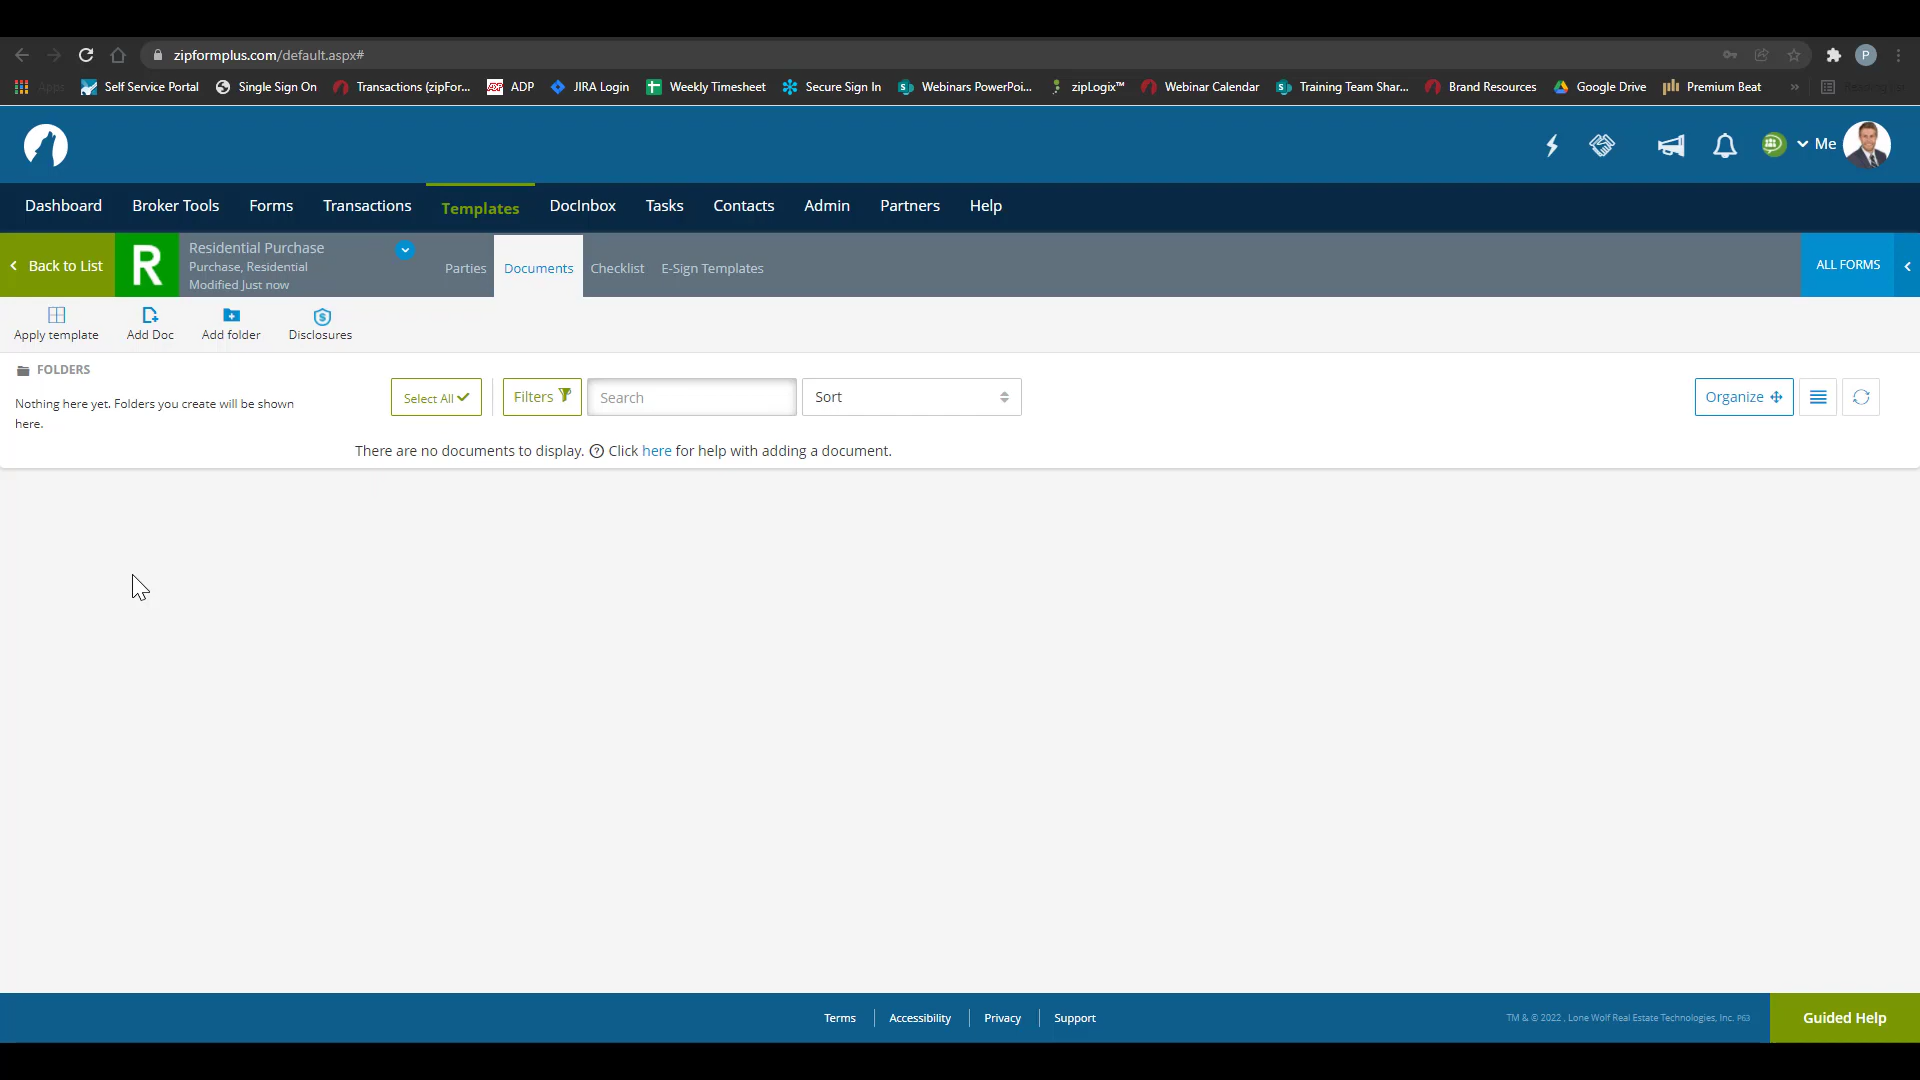 zipformplus.com/default.aspx#
Apps
Self Service Portal
Single Sign On
Transactions (zipFor...
ADP
JIRA Login
Weekly Timesheet
Secure Sign In
Webinars PowerPoi...
zipLogix™
Webinar Calendar
Training Team Shar...
Brand Resources
Google Drive
Premium Beat
»
P
Me
Dashboard
Broker Tools
Forms
Transactions
Templates
DocInbox
Tasks
Contacts
Admin
Partners
Help
Back to List
R
Residential Purchase
Purchase, Residential
Modified Just now
Parties
Documents
Checklist
E-Sign Templates
ALL FORMS
Apply template
Add Doc
Add folder
Disclosures
FOLDERS
Nothing here yet. Folders you create will be shown
here.
Select All
Filters
Search
Sort
Organize
There are no documents to display. Click here for help with adding a document.
Terms
Accessibility
Privacy
Support
TM & © 2022 , Lone Wolf Real Estate Technologies, Inc. P63
Guided Help